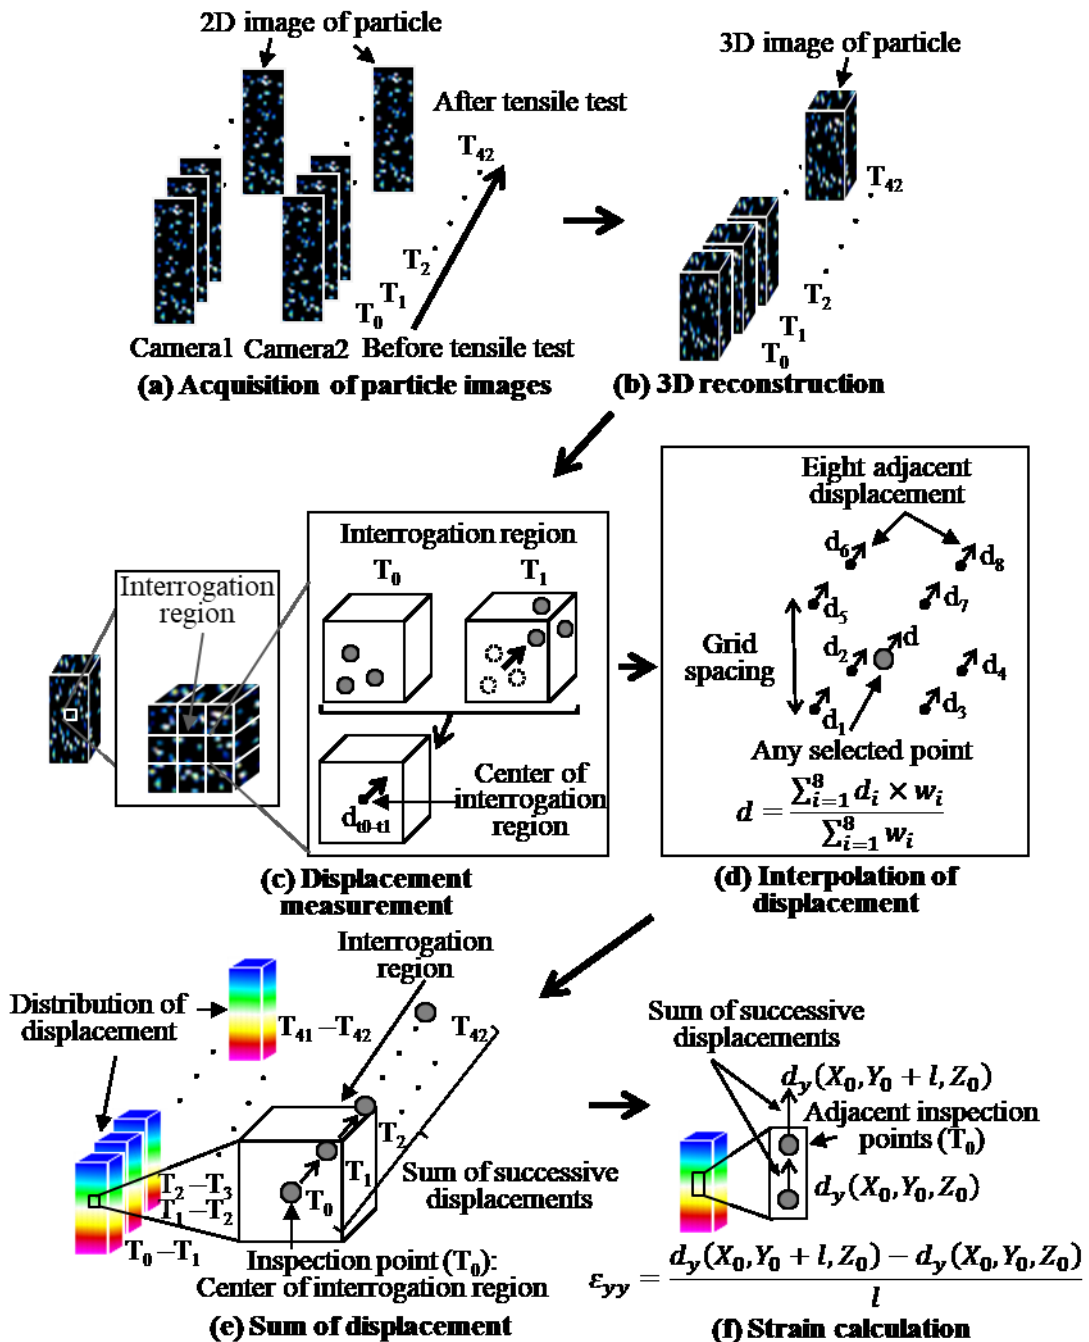 2D image of particle
After tensile test
T42
T2
T1
T0
Camera1 Camera2 Before tensile test
(a) Acquisition of particle images
3D image of particle
T42
T2
T1
T0
(b) 3D reconstruction
Interrogation
region
Interrogation region
T0 T1
Center of
interrogation
region
dt0-t1
(c) Displacement
measurement
Eight adjacent
displacement
d6
d8
d5
d7
Grid
spacing
d2
d
d4
d1
d3
Any selected point
d = ∑⁸ᵢ₌₁ dᵢ × wᵢ / ∑⁸ᵢ₌₁ wᵢ
(d) Interpolation of
displacement
Interrogation
region
Distribution of
displacement
T41–T42
T42
T2
T1
T0
T2–T3
T1–T2
T0–T1
Sum of successive
displacements
Inspection point (T0):
Center of interrogation region
(e) Sum of displacement
Sum of successive
displacements
dy(X0, Y0 + l, Z0)
Adjacent inspection
points (T0)
dy(X0, Y0, Z0)
εyy = dy(X0, Y0 + l, Z0) − dy(X0, Y0, Z0) / l
(f) Strain calculation